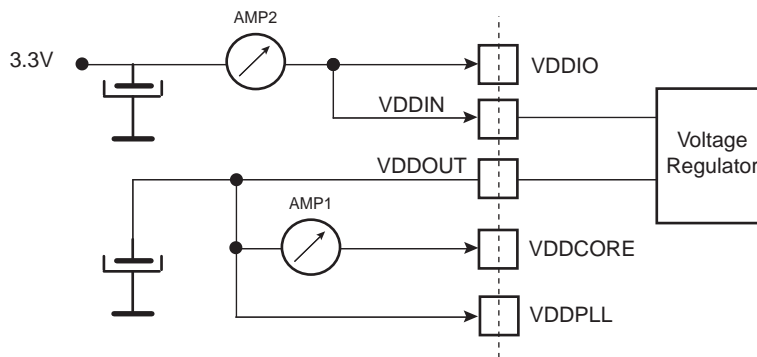 AMP2
3.3V
VDDIO
VDDIN
Voltage
Regulator
VDDOUT
AMP1
VDDCORE
VDDPLL